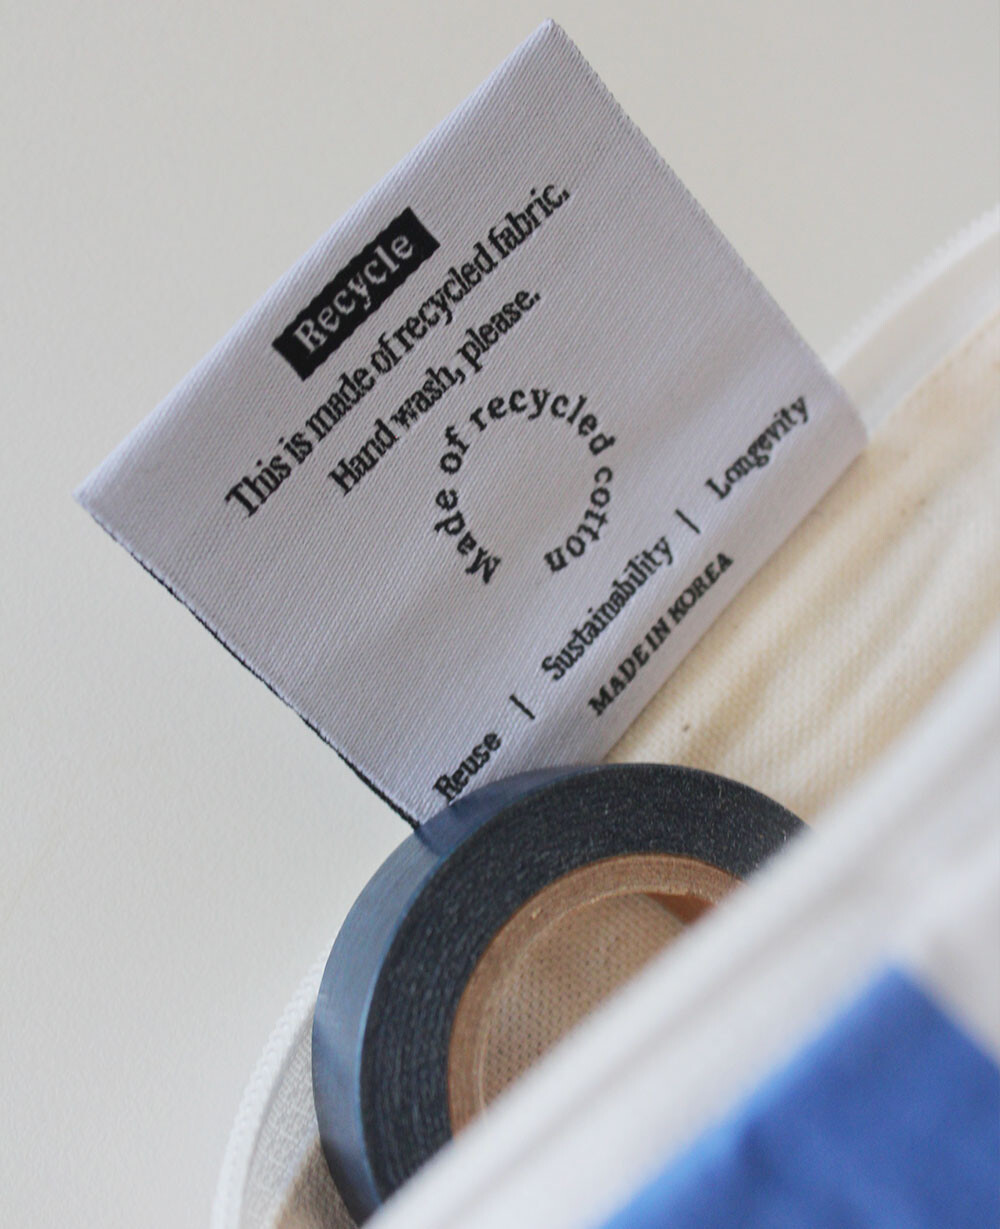 Recycle
This is made of recycled fabric.
Hand wash, please.
Made of recycled cotton
Reuse | Sustainability | Longevity
MADE IN KOREA